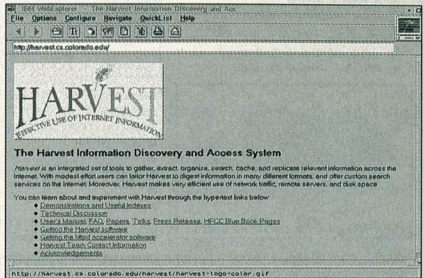 IBM WebExplorer - The Harvest Information Discovery and Acc
File Options Configure Navigate QuickList Help
http://harvest.cs.colorado.edu/
HARVEST
EFFECTIVE USE OF INTERNET INFORMATION
The Harvest Information Discovery and Access System
Harvest is an integrated set of tools to gather, extract, organize, search, cache, and replicate relevant information across the
Internet. With modest effort users can tailor Harvest to digest information in many different formats, and offer custom search
services on the Internet. Moreover, Harvest makes very efficient use of network traffic, remote servers, and disk space
You can learn about and experiment with Harvest through the hypertext links below:
Demonstrations and Useful Indexes
Technical Discussion
User's Manual, FAQ, Papers, Talks, Press Release, HPCC Blue Book Pages
Getting the Harvest software
Getting the httpd accelerator software
Harvest Team Contact Information
Acknowledgements
http://harvest.cs.colorado.edu/harvest/harvest-logo-color.gif